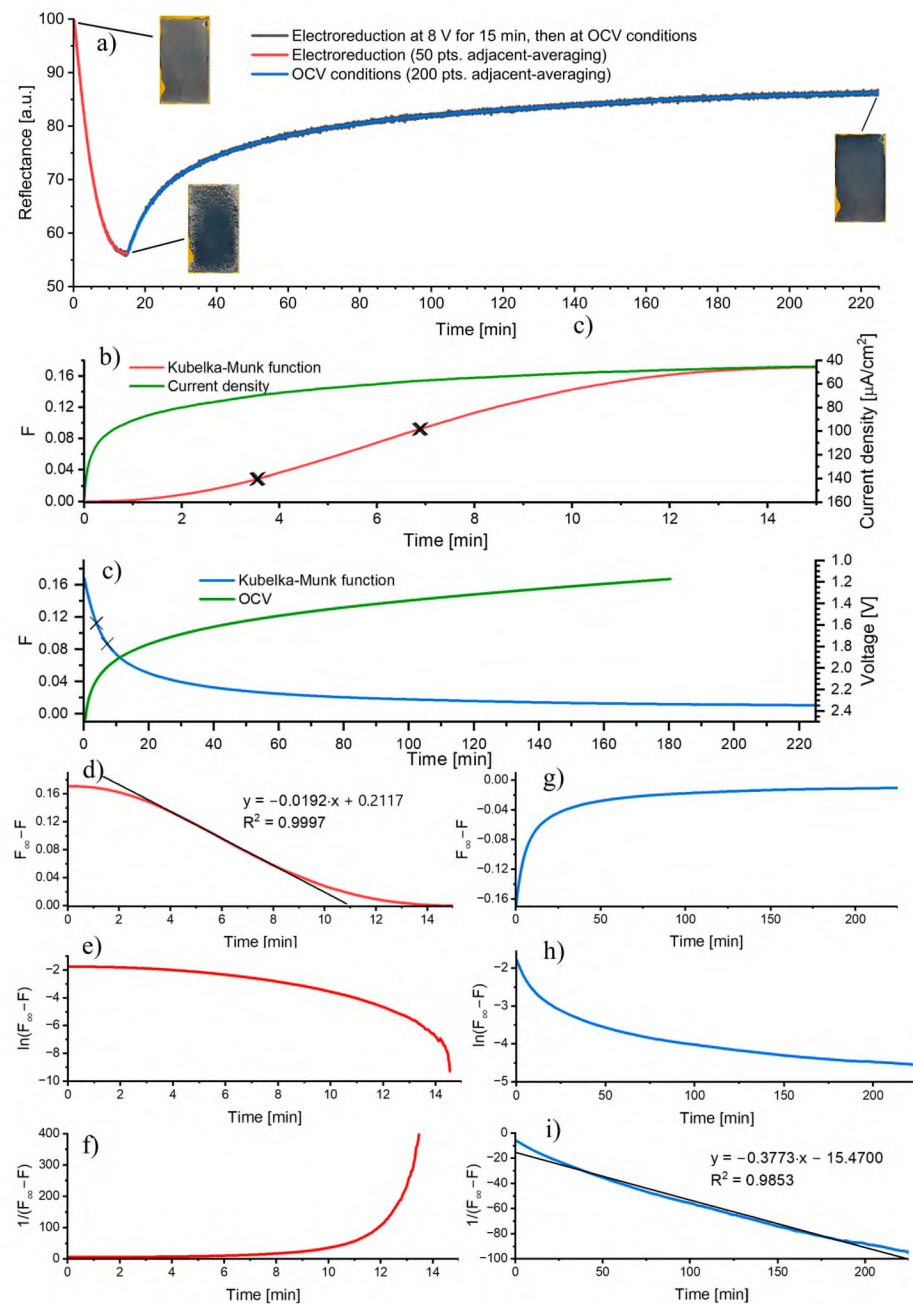 a)
Electroreduction at 8 V for 15 min, then at OCV conditions
Electroreduction (50 pts. adjacent-averaging)
OCV conditions (200 pts. adjacent-averaging)
100
90
80
70
60
50
Reflectance [a.u.]
0 20 40 60 80 100 120 140 160 180 200 220
Time [min]
c)
b)
Kubelka-Munk function
Current density
0.16
0.12
0.08
0.04
0.00
F
40
60
80
100
120
140
160
Current density [µA/cm²]
0 2 4 6 8 10 12 14
Time [min]
c)
Kubelka-Munk function
OCV
0.16
0.12
0.08
0.04
0.00
F
1.0
1.2
1.4
1.6
1.8
2.0
2.2
2.4
Voltage [V]
0 20 40 60 80 100 120 140 160 180 200 220
Time [min]
d)
y = −0.0192·x + 0.2117
R² = 0.9997
0.16
0.12
0.08
0.04
0.00
F∞−F
0 2 4 6 8 10 12 14
Time [min]
g)
0.00
−0.04
−0.08
−0.12
−0.16
F∞−F
0 50 100 150 200
Time [min]
e)
−2
−4
−6
−8
−10
ln(F∞−F)
0 2 4 6 8 10 12 14
Time [min]
h)
−2
−3
−4
−5
ln(F∞−F)
0 25 50 75 100 125 150 175 200
Time [min]
f)
400
300
200
100
0
1/(F∞−F)
0 2 4 6 8 10 12 14
Time [min]
i)
y = −0.3773·x − 15.4700
R² = 0.9853
0
−20
−40
−60
−80
−100
1/(F∞−F)
0 50 100 150 200
Time [min]